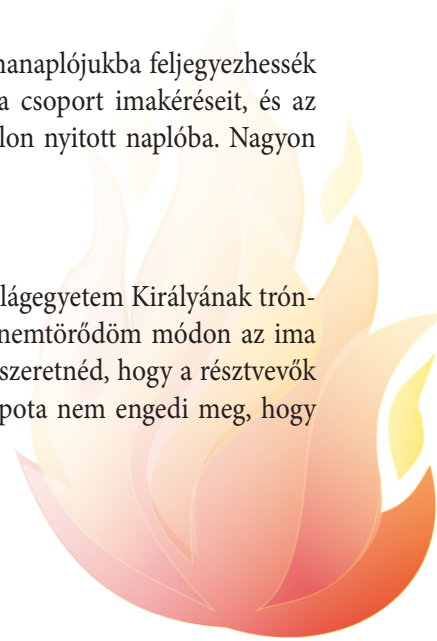 nanaplójukba feljegyezhessék
a csoport imakéréseit, és az
lon nyitott naplóba. Nagyon
lágegyetem Királyának trón-
nemtörődöm módon az ima
szeretnéd, hogy a résztvevők
pota nem engedi meg, hogy